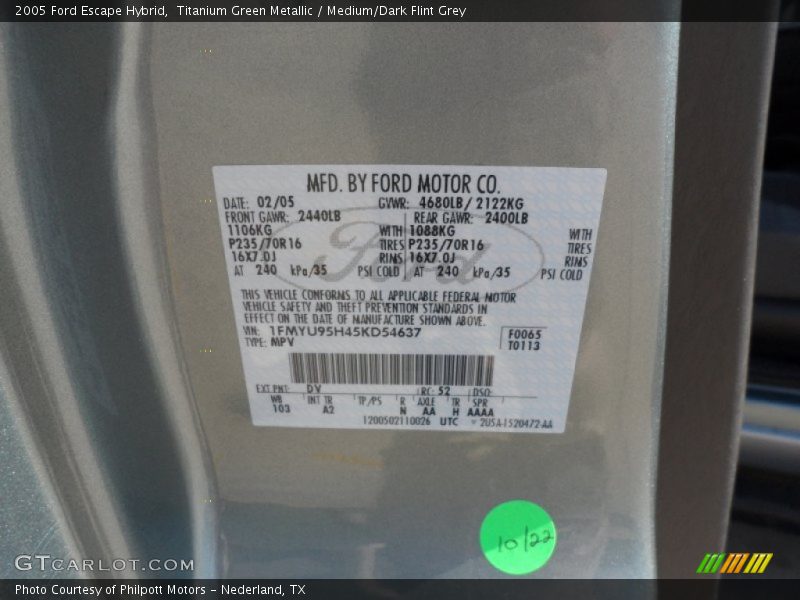 2005 Ford Escape Hybrid,  Titanium Green Metallic / Medium/Dark Flint Grey
MFD. BY FORD MOTOR CO.
DATE: 02/05 GVWR: 4680LB/ 2122KG
FRONT GAWR: 2440LB REAR GAWR: 2400LB
1106KG WITH 1088KG WITH
P235/70R16 TIRES P235/70R16 TIRES
16X7.0J RIMS 16X7.0J RIMS
AT 240 kPa/35 PSI COLD AT 240 kPa/35 PSI COLD
Ford
THIS VEHICLE CONFORMS TO ALL APPLICABLE FEDERAL MOTOR
VEHICLE SAFETY AND THEFT PREVENTION STANDARDS IN
EFFECT ON THE DATE OF MANUFACTURE SHOWN ABOVE.
VIN: 1FMYU95H45KD54637 F0065
TYPE: MPV T0113
EXT PNT: DV RC: 52 DSO:
WB INT TR TP/PS R AXLE TR SPR
103 A2 N AA H AAAA
1200502110026 UTC 2U5A-1520472-AA
10/22
GTCARLOT.COM
Photo Courtesy of Philpott Motors - Nederland, TX